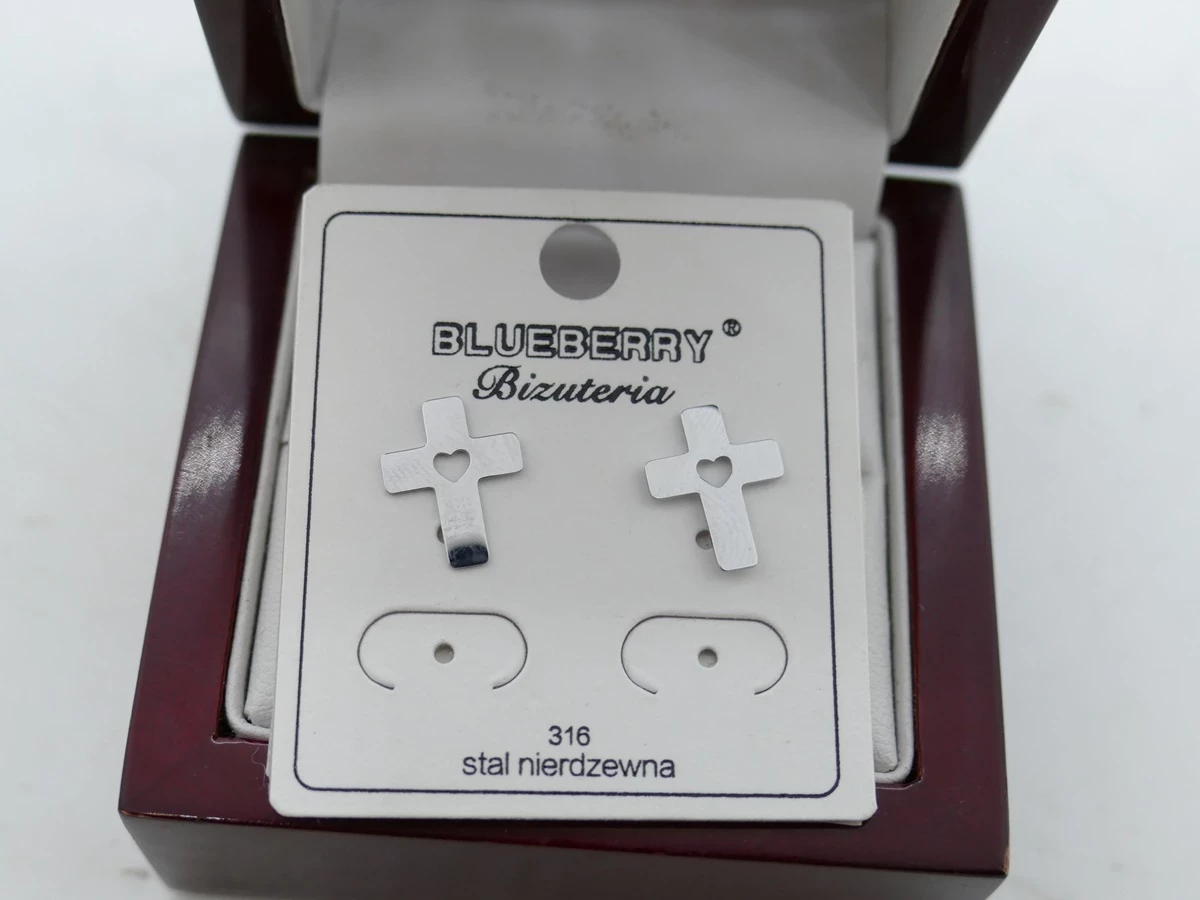 BLUEBERRY®
Bizuteria
316
stal nierdzewna